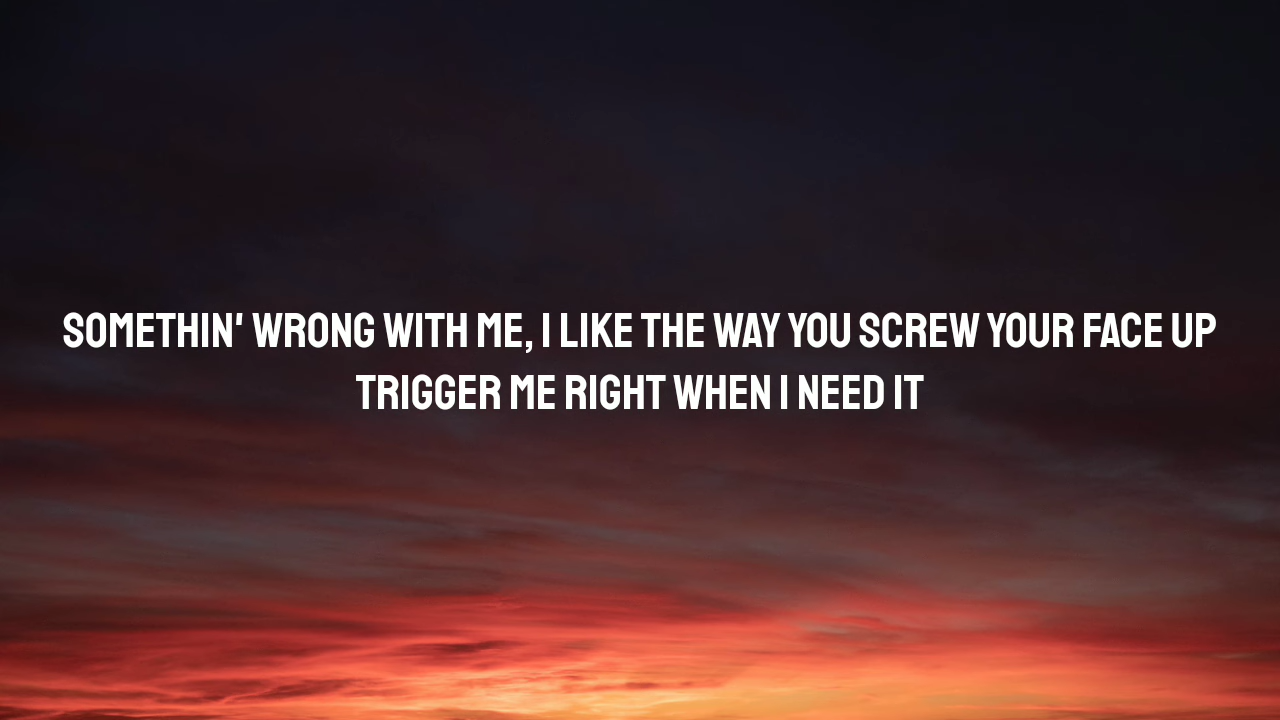 SOMETHIN' WRONG WITH ME, I LIKE THE WAY YOU SCREW YOUR FACE UP
TRIGGER ME RIGHT WHEN I NEED IT